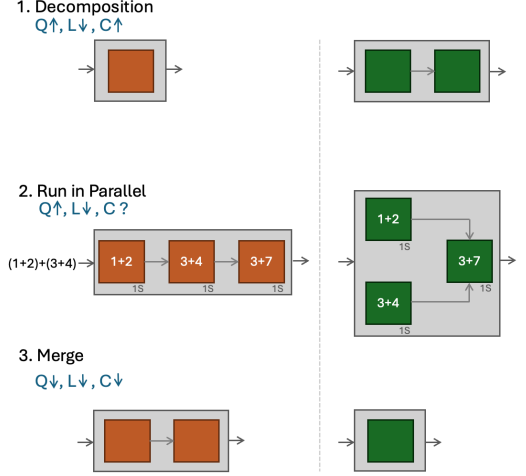 1. Decomposition
Q↑, L↓, C↑
2. Run in Parallel
Q↑, L↓, C ?
(1+2)+(3+4)
1+2
3+4
3+7
1S
1S
1S
1+2
1S
3+7
1S
3+4
1S
3. Merge
Q↓, L↓, C↓